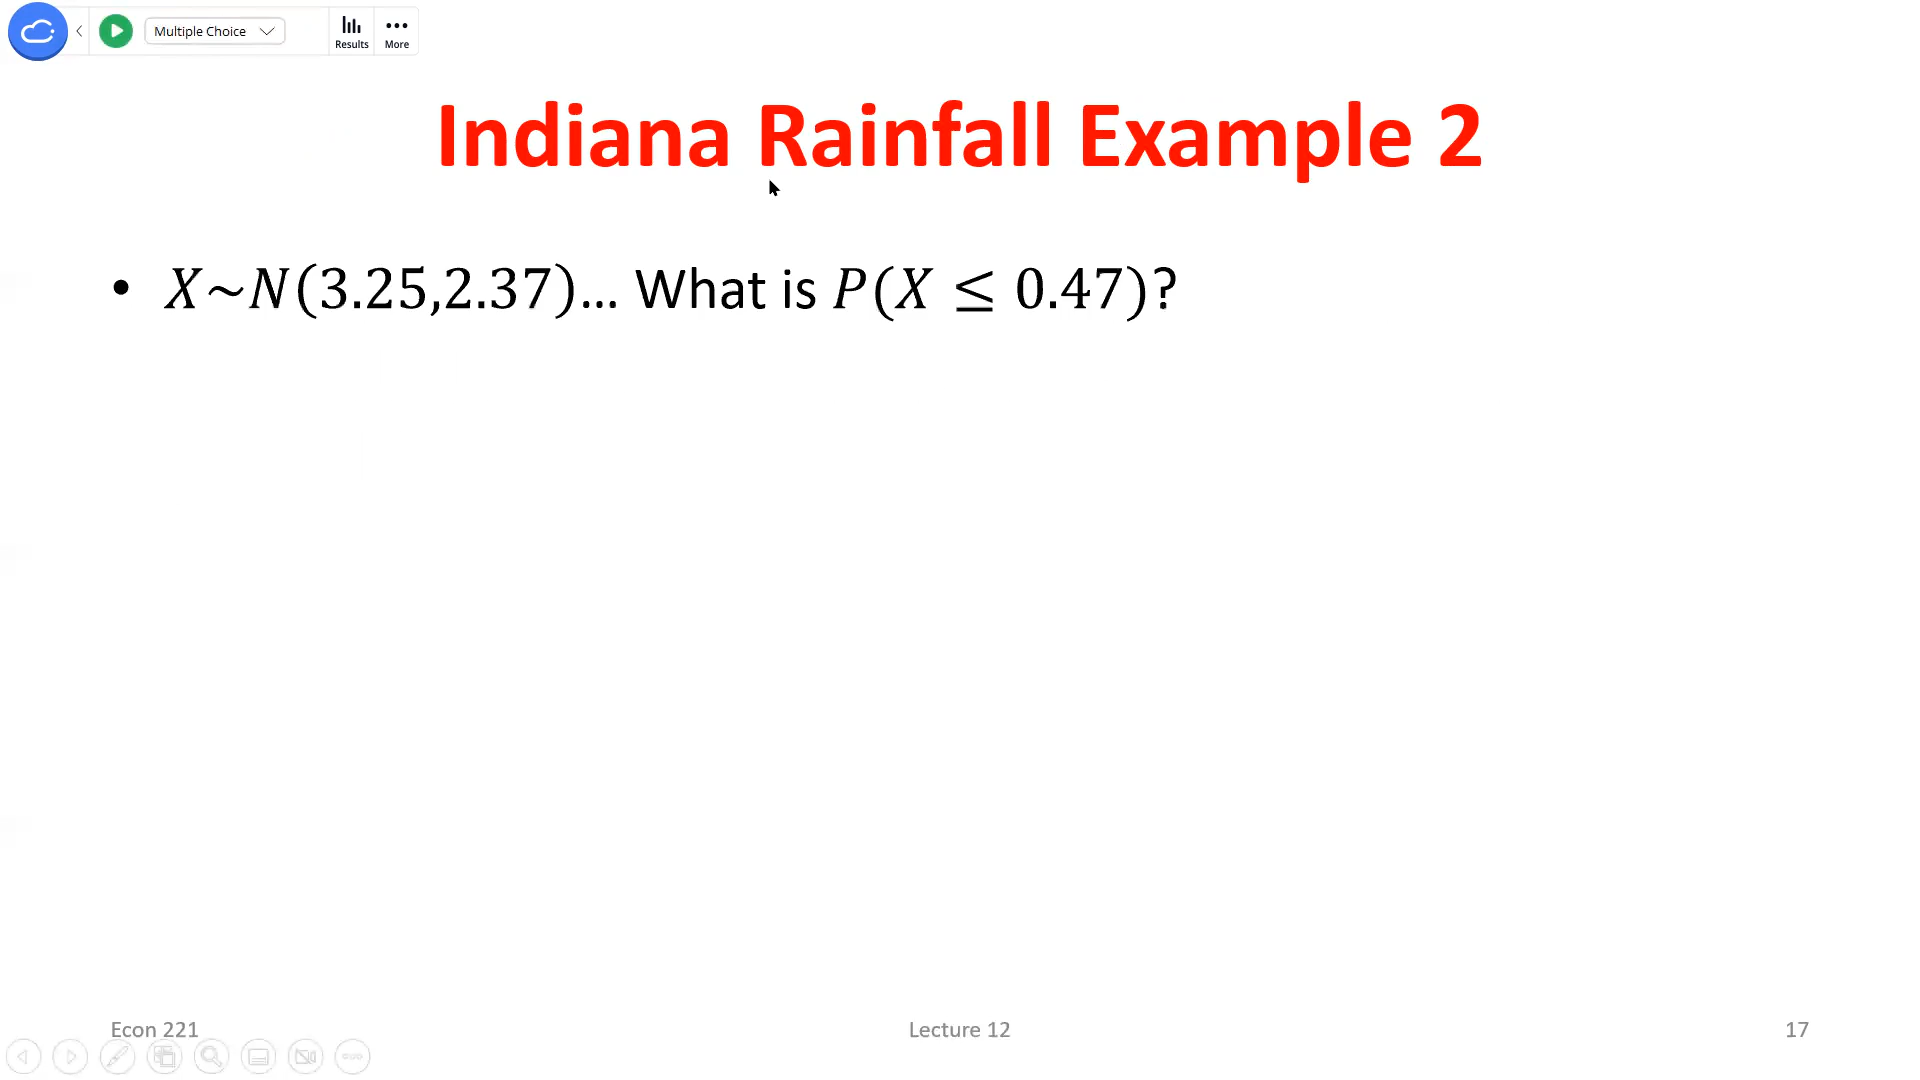 Multiple Choice
Results
More
Indiana Rainfall Example 2
• X~N(3.25,2.37)... What is P(X ≤ 0.47)?
Econ 221
Lecture 12
17